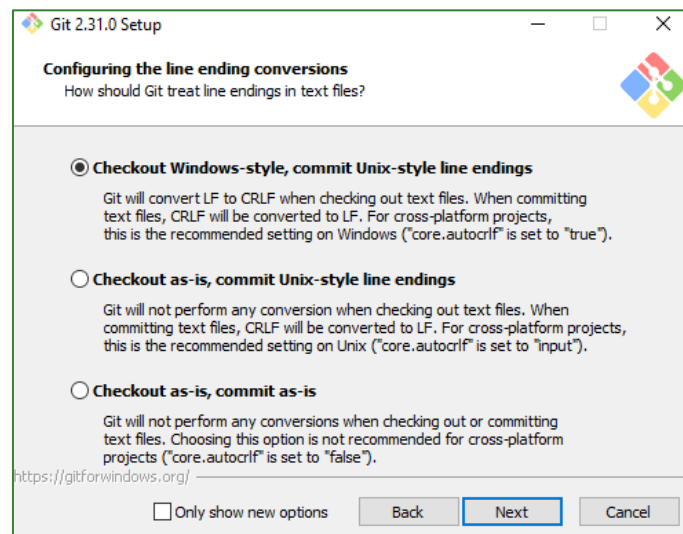 Git 2.31.0 Setup
Configuring the line ending conversions
How should Git treat line endings in text files?
Checkout Windows-style, commit Unix-style line endings
Git will convert LF to CRLF when checking out text files. When committing
text files, CRLF will be converted to LF. For cross-platform projects,
this is the recommended setting on Windows ("core.autocrlf" is set to "true").
Checkout as-is, commit Unix-style line endings
Git will not perform any conversion when checking out text files. When
committing text files, CRLF will be converted to LF. For cross-platform projects,
this is the recommended setting on Unix ("core.autocrlf" is set to "input").
Checkout as-is, commit as-is
Git will not perform any conversions when checking out or committing
text files. Choosing this option is not recommended for cross-platform
projects ("core.autocrlf" is set to "false").
https://gitforwindows.org/
Only show new options Back Next Cancel